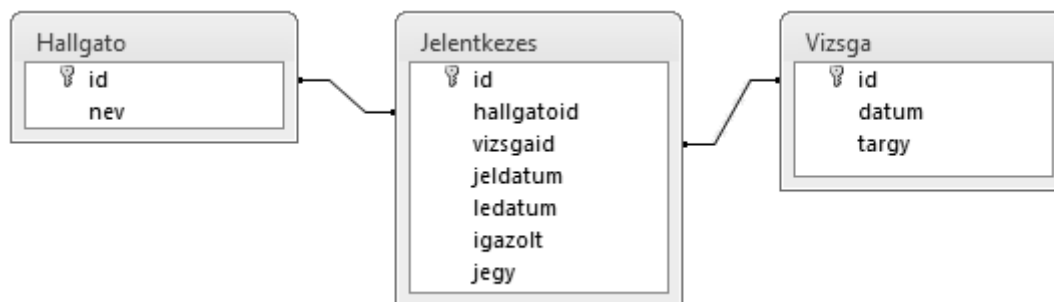 Hallgato
id
nev
Jelentkezes
id
hallgatoid
vizsgaid
jeldatum
ledatum
igazolt
jegy
Vizsga
id
datum
targy